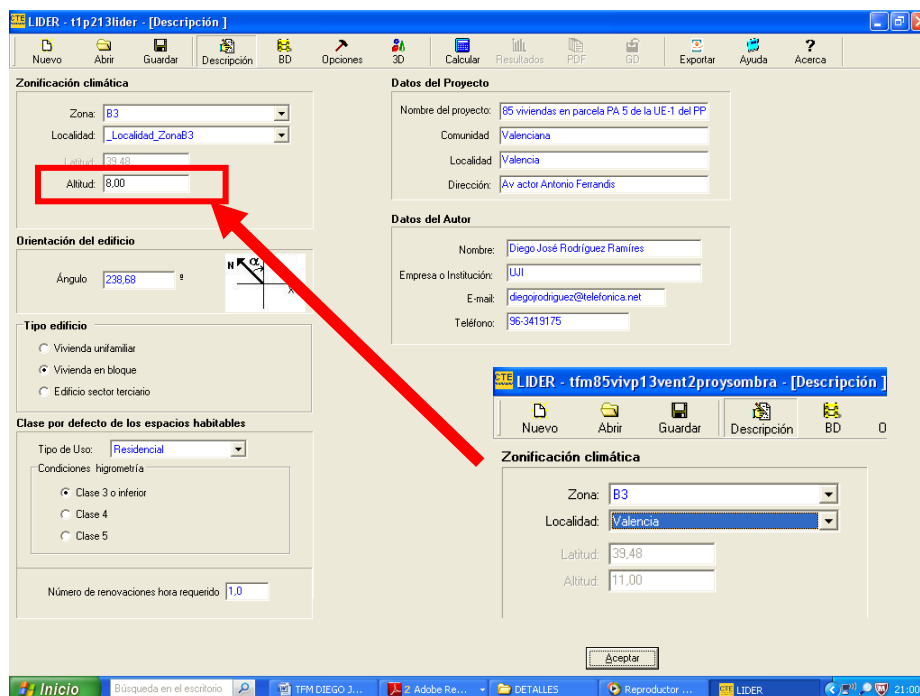 CTE LIDER - t1p213lider - [Descripción ]
Nuevo Abrir Guardar Descripción BD Opciones 3D Calcular Resultados PDF GD Exportar Ayuda Acerca
Zonificación climática
Zona: B3
Localidad: _Localidad_ZonaB3
Latitud: 39,48
Altitud: 8,00
Orientación del edificio
Ángulo 238,68 º
N α X
Tipo edificio
Vivienda unifamiliar
Vivienda en bloque
Edificio sector terciario
Clase por defecto de los espacios habitables
Tipo de Uso: Residencial
Condiciones higrometría
Clase 3 o inferior
Clase 4
Clase 5
Número de renovaciones hora requerido 1,0
Datos del Proyecto
Nombre del proyecto: 85 viviendas en parcela PA 5 de la UE-1 del PP
Comunidad Valenciana
Localidad Valencia
Dirección: Av actor Antonio Ferrandis
Datos del Autor
Nombre: Diego José Rodríguez Ramíres
Empresa o Institución: UJI
E-mail: diegojrodriguez@telefonica.net
Teléfono: 96-3419175
CTE LIDER - tfm85vivp13vent2proysombra - [Descripción ]
Nuevo Abrir Guardar Descripción BD O
Zonificación climática
Zona: B3
Localidad: Valencia
Latitud: 39,48
Altitud: 11,00
Aceptar
Inicio Búsqueda en el escritorio TFM DIEGO J... 2 Adobe Re... DETALLES Reproductor ... CTE LIDER 21:00